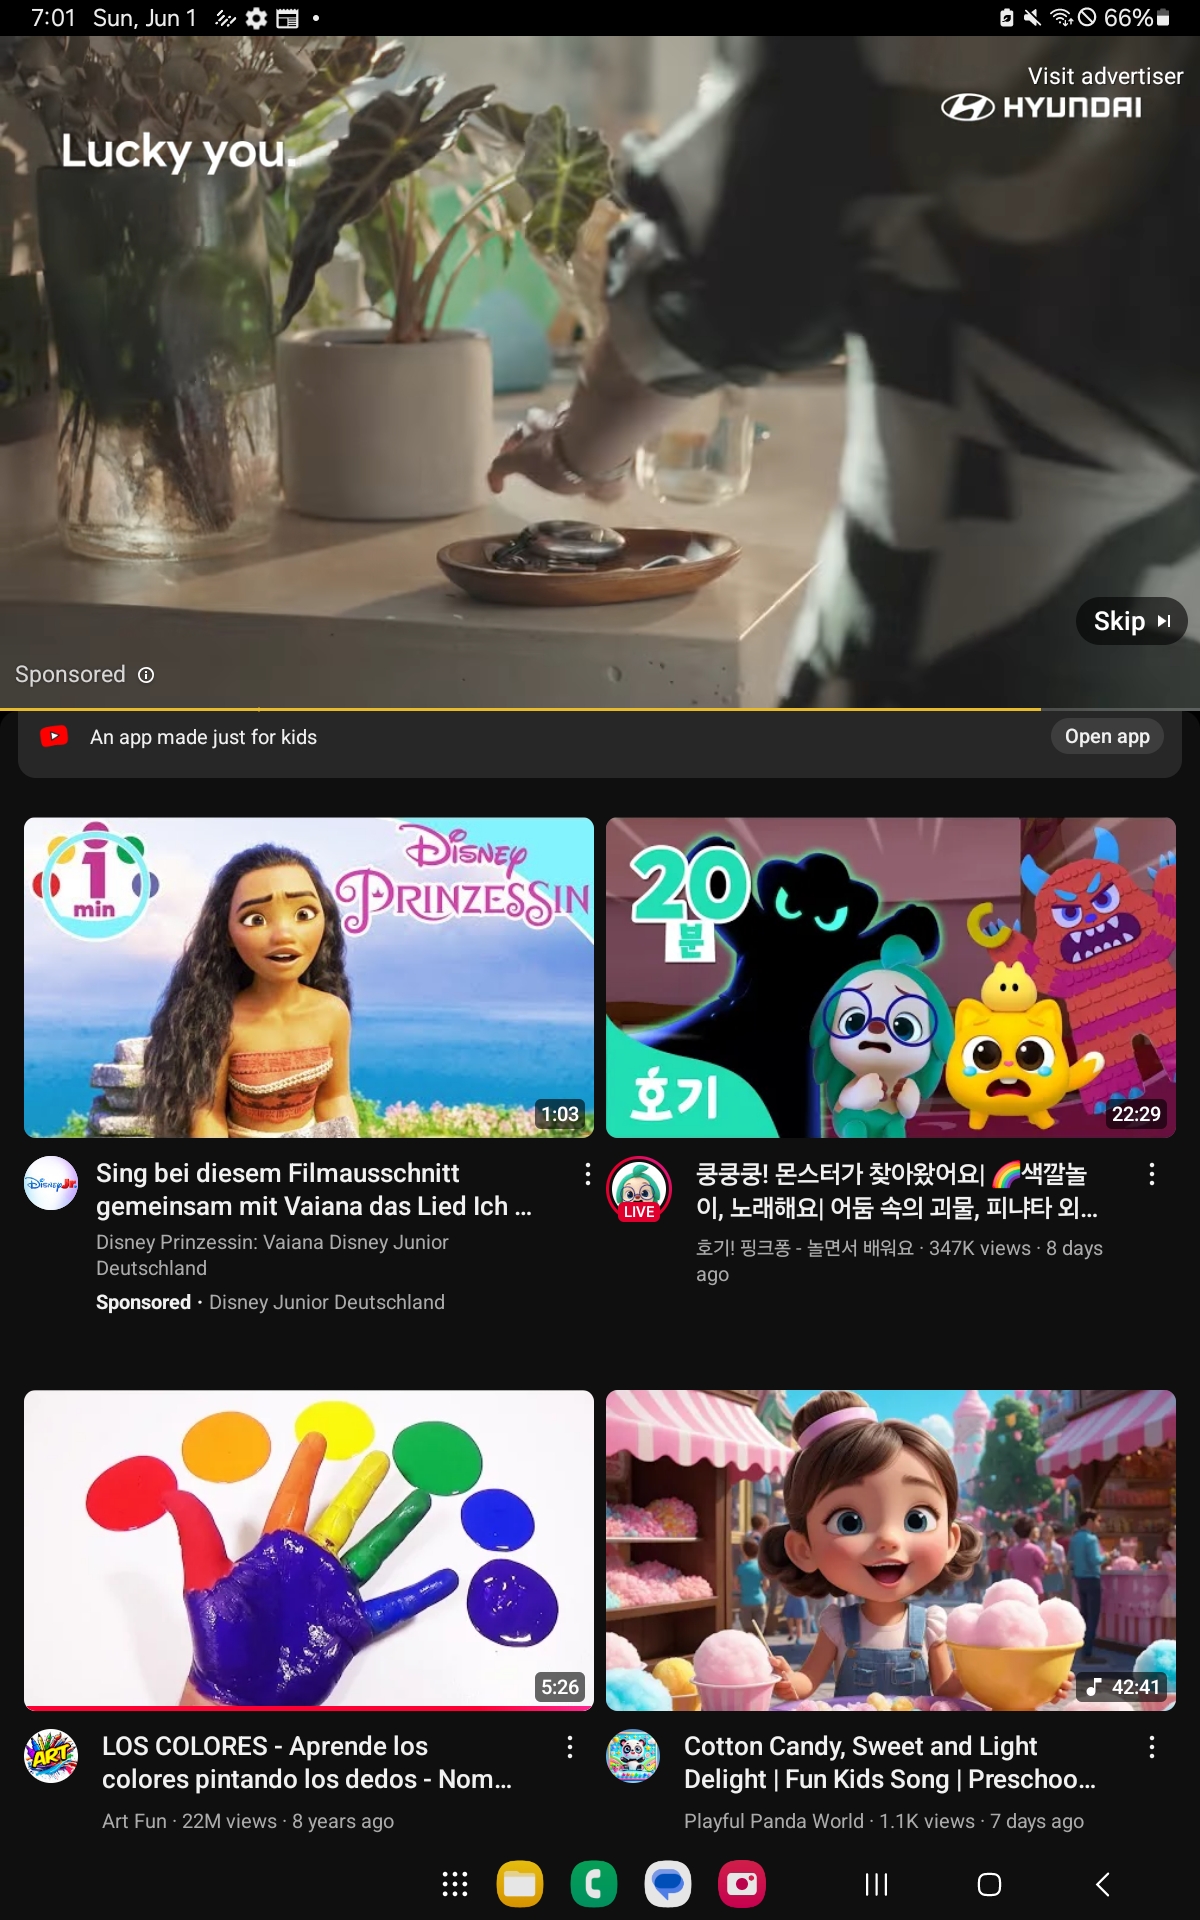 7:01 Sun, Jun 1
66%
Visit advertiser
HYUNDAI
Lucky you.
Skip
Sponsored
An app made just for kids
Open app
1
min
Disney
PRINZESSIN
1:03
20
분
호기
22:29
Disney Jr.
Sing bei diesem Filmausschnitt
gemeinsam mit Vaiana das Lied Ich ...
Disney Prinzessin: Vaiana Disney Junior
Deutschland
Sponsored · Disney Junior Deutschland
LIVE
쿵쿵쿵! 몬스터가 찾아왔어요| 🌈색깔놀
이, 노래해요| 어둠 속의 괴물, 피냐타 외...
호기! 핑크퐁 - 놀면서 배워요 · 347K views · 8 days
ago
5:26
42:41
ART
LOS COLORES - Aprende los
colores pintando los dedos - Nom...
Art Fun · 22M views · 8 years ago
Cotton Candy, Sweet and Light
Delight | Fun Kids Song | Preschoo...
Playful Panda World · 1.1K views · 7 days ago